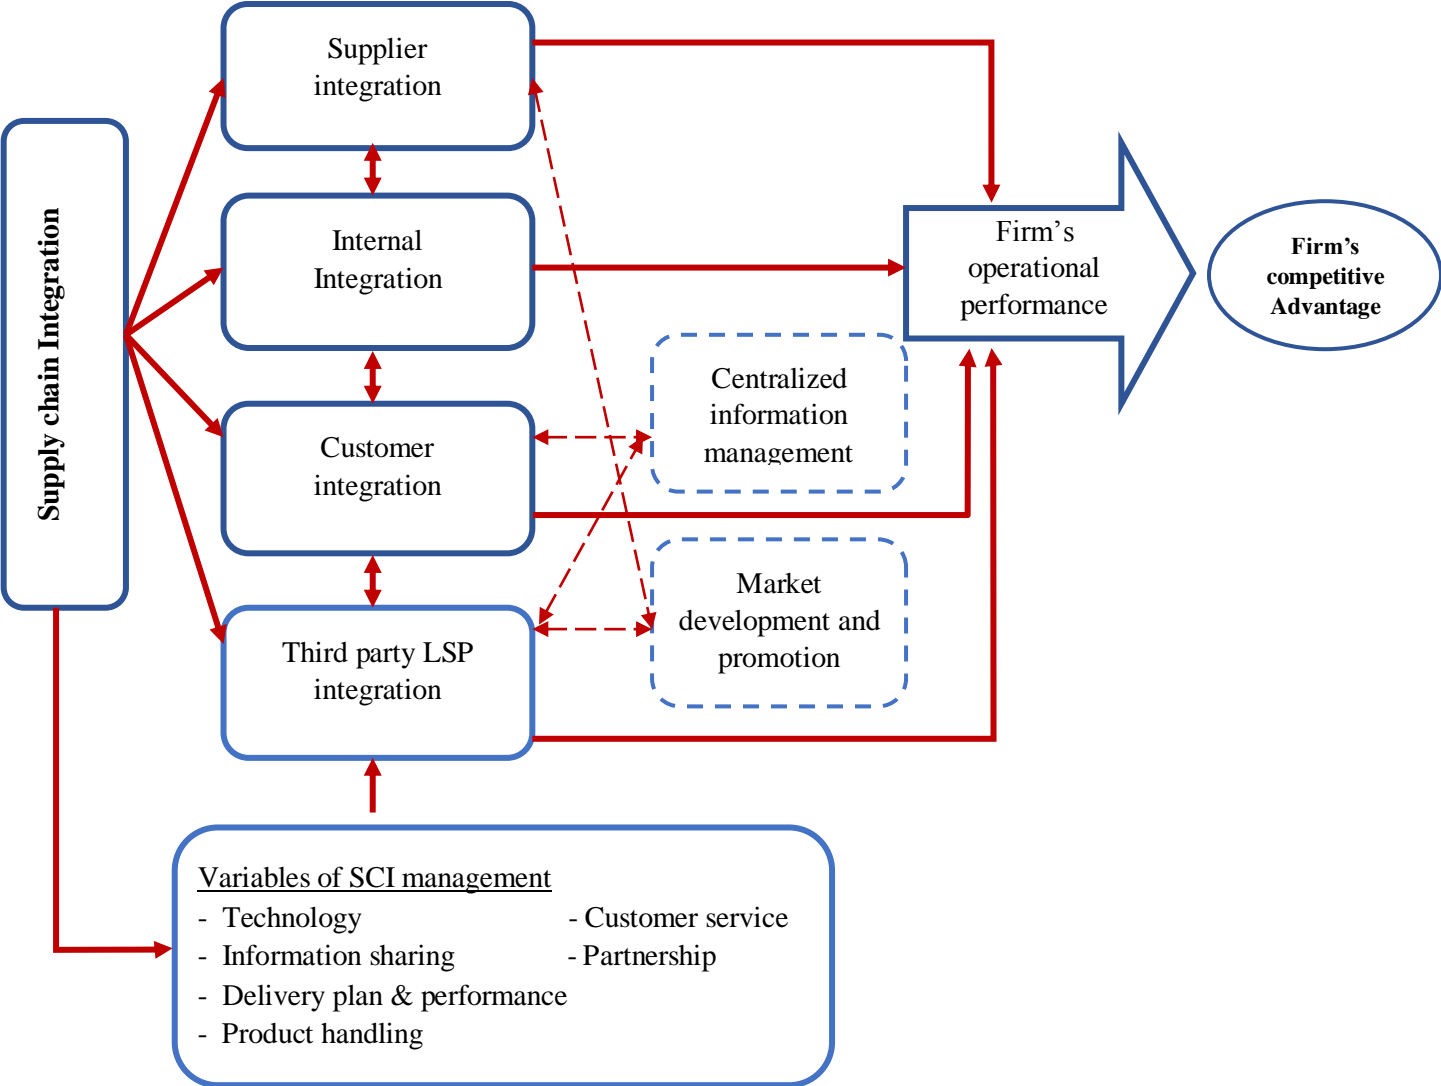 Supply chain Integration
Supplier
integration
Internal
Integration
Customer
integration
Third party LSP
integration
Centralized
information
management
Market
development and
promotion
Firm’s
operational
performance
Firm’s
competitive
Advantage
Variables of SCI management
- Technology - Customer service
- Information sharing - Partnership
- Delivery plan & performance
- Product handling